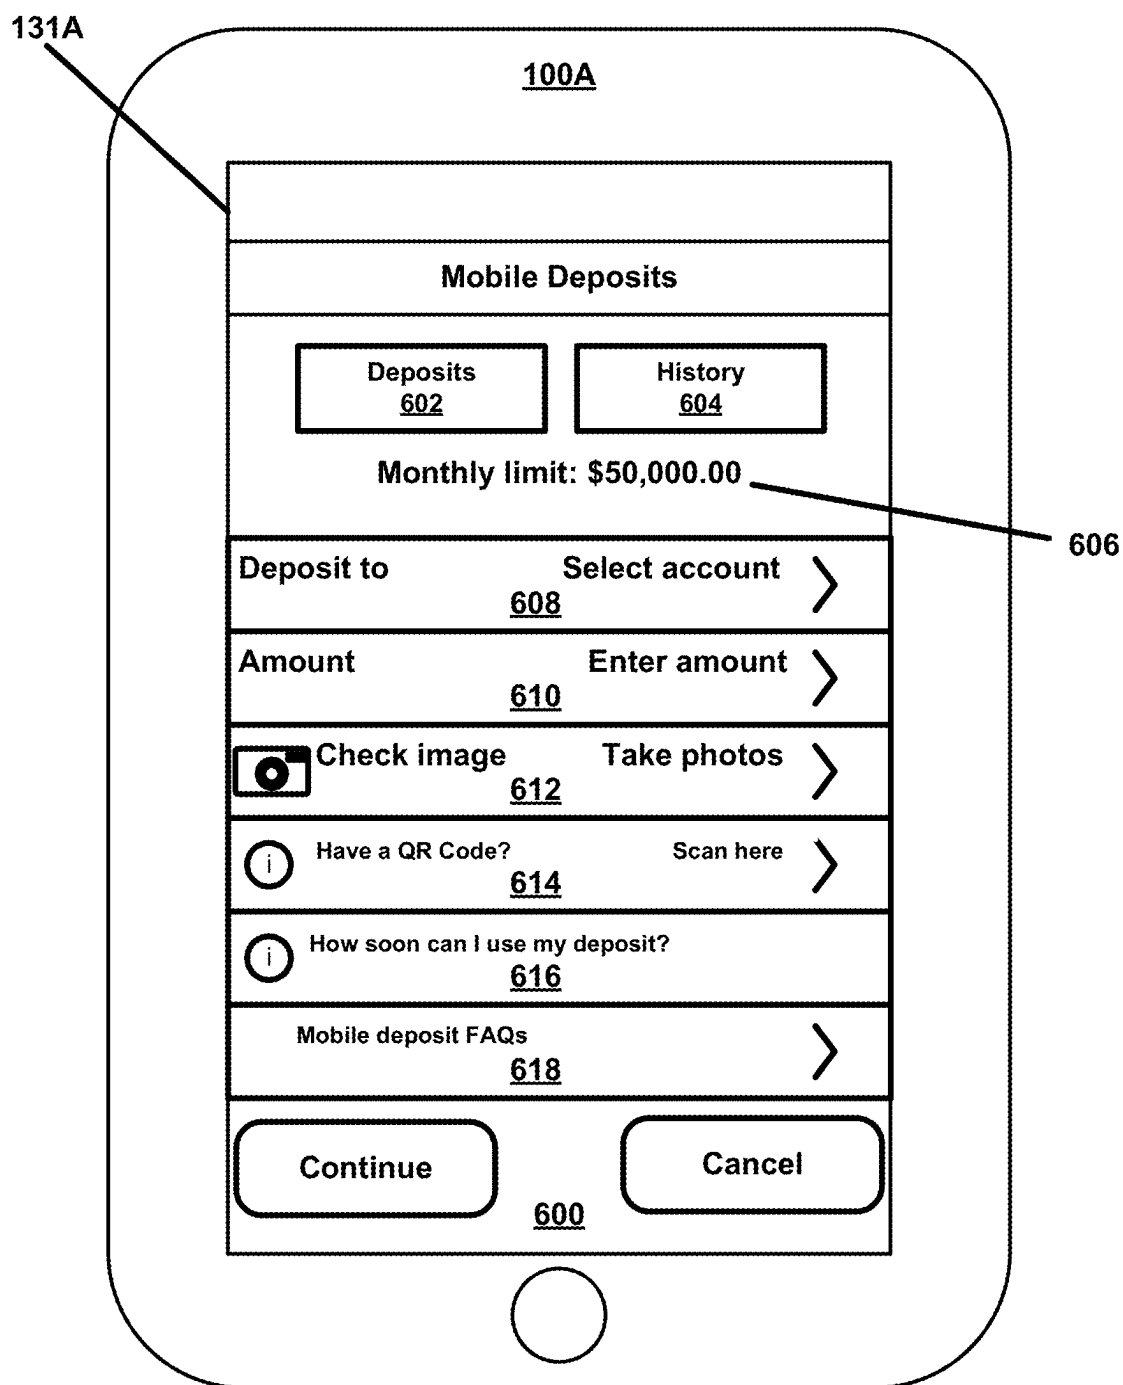 131A
100A
Mobile Deposits
Deposits
602
History
604
Monthly limit: $50,000.00
606
Deposit to Select account
608
Amount Enter amount
610
Check image Take photos
612
i Have a QR Code? Scan here
614
i How soon can I use my deposit?
616
Mobile deposit FAQs
618
Continue Cancel
600